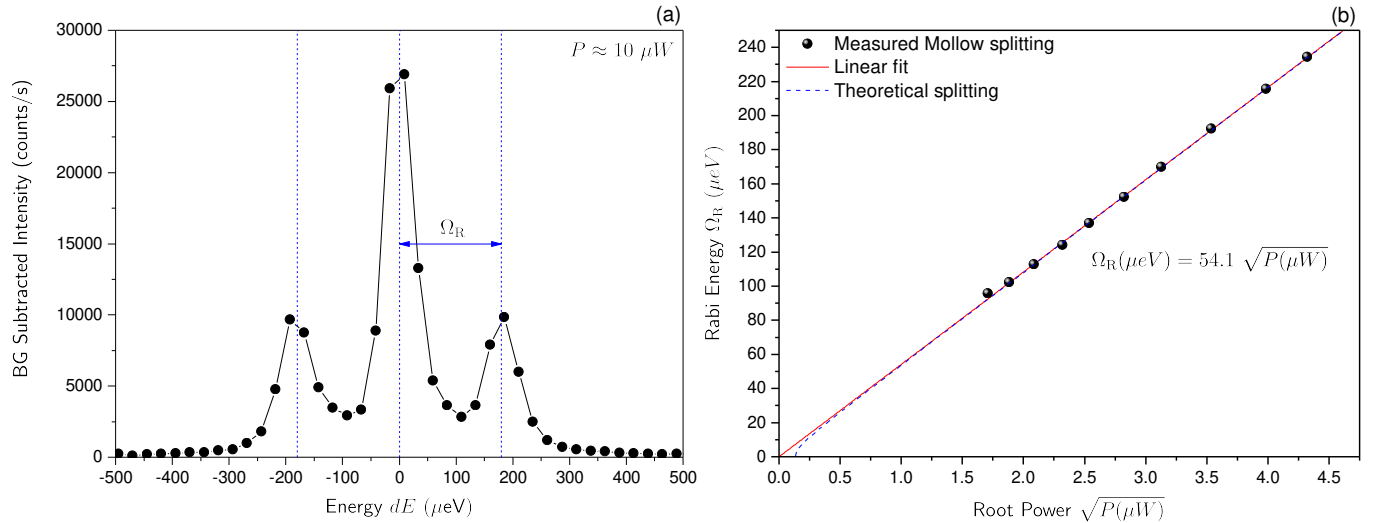 (a)
P ≈ 10 μW
30000
25000
20000
15000
10000
5000
0
BG Subtracted Intensity (counts/s)
Ω_R
-500 -400 -300 -200 -100 0 100 200 300 400 500
Energy dE (μeV)
(b)
Measured Mollow splitting
Linear fit
Theoretical splitting
240
220
200
180
160
140
120
100
80
60
40
20
0
Rabi Energy Ω_R (μeV)
Ω_R(μeV) = 54.1 √P(μW)
0.0 0.5 1.0 1.5 2.0 2.5 3.0 3.5 4.0 4.5
Root Power √P(μW)